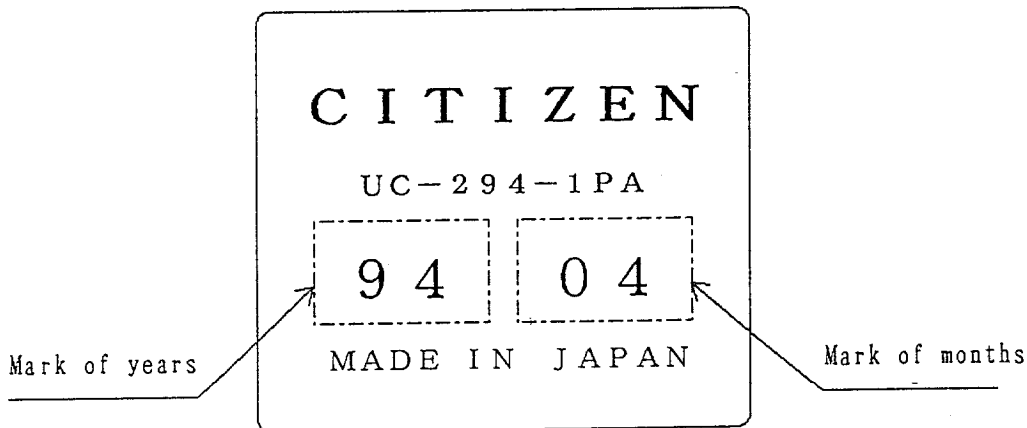 CITIZEN
UC-294-1PA
94 04
MADE IN JAPAN
Mark of years
Mark of months